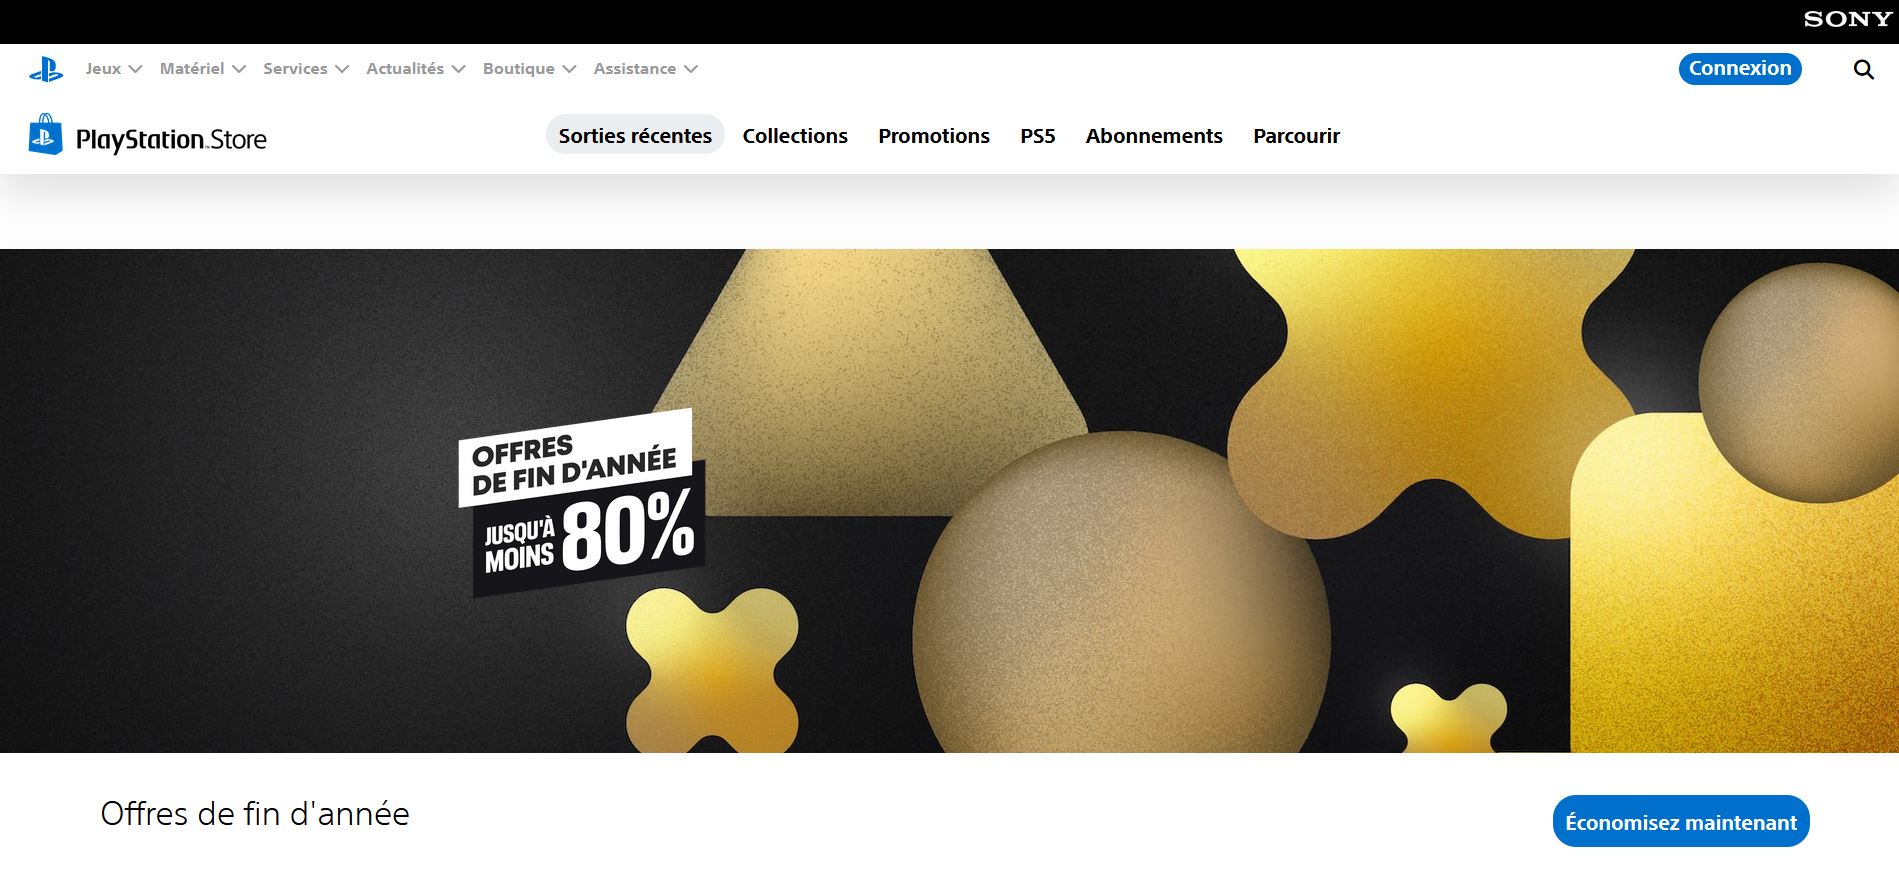 SONY
Jeux Matériel Services Actualités Boutique Assistance Connexion
PlayStation Store Sorties récentes Collections Promotions PS5 Abonnements Parcourir
OFFRES
DE FIN D'ANNÉE
JUSQU'À
MOINS 80%
Offres de fin d'année Économisez maintenant